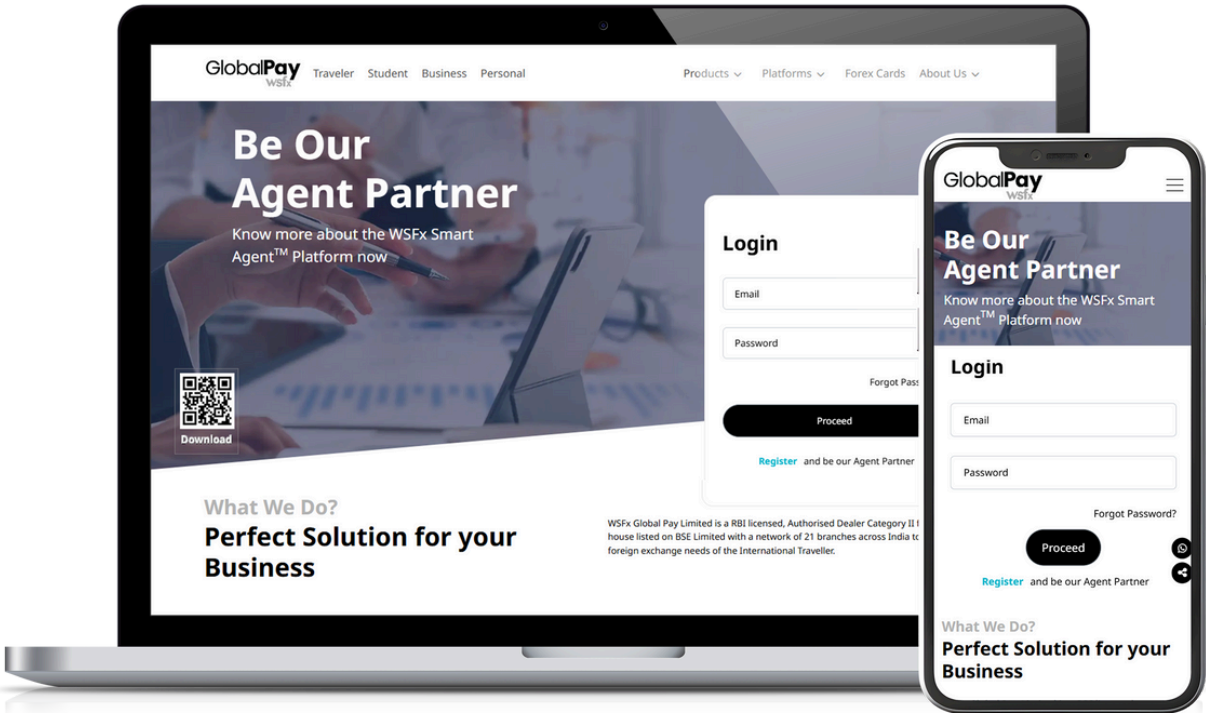 GlobalPay
wsfx
Traveler Student Business Personal
Products Platforms Forex Cards About Us
Be Our
Agent Partner
Know more about the WSFx Smart
Agent™ Platform now
Download
Login
Email
Password
Forgot
Proceed
Register and be our Agent Partner
What We Do?
Perfect Solution for your
Business
WSFx Global Pay Limited is a RBI licensed, Authorised Dealer Category II
house listed on BSE Limited with a network of 21 branches across India to
foreign exchange needs of the International Traveller.
GlobalPay
wsfx
Be Our
Agent Partner
Know more about the WSFx Smart
Agent™ Platform now
Login
Email
Password
Forgot Password?
Proceed
Register and be our Agent Partner
What We Do?
Perfect Solution for your
Business